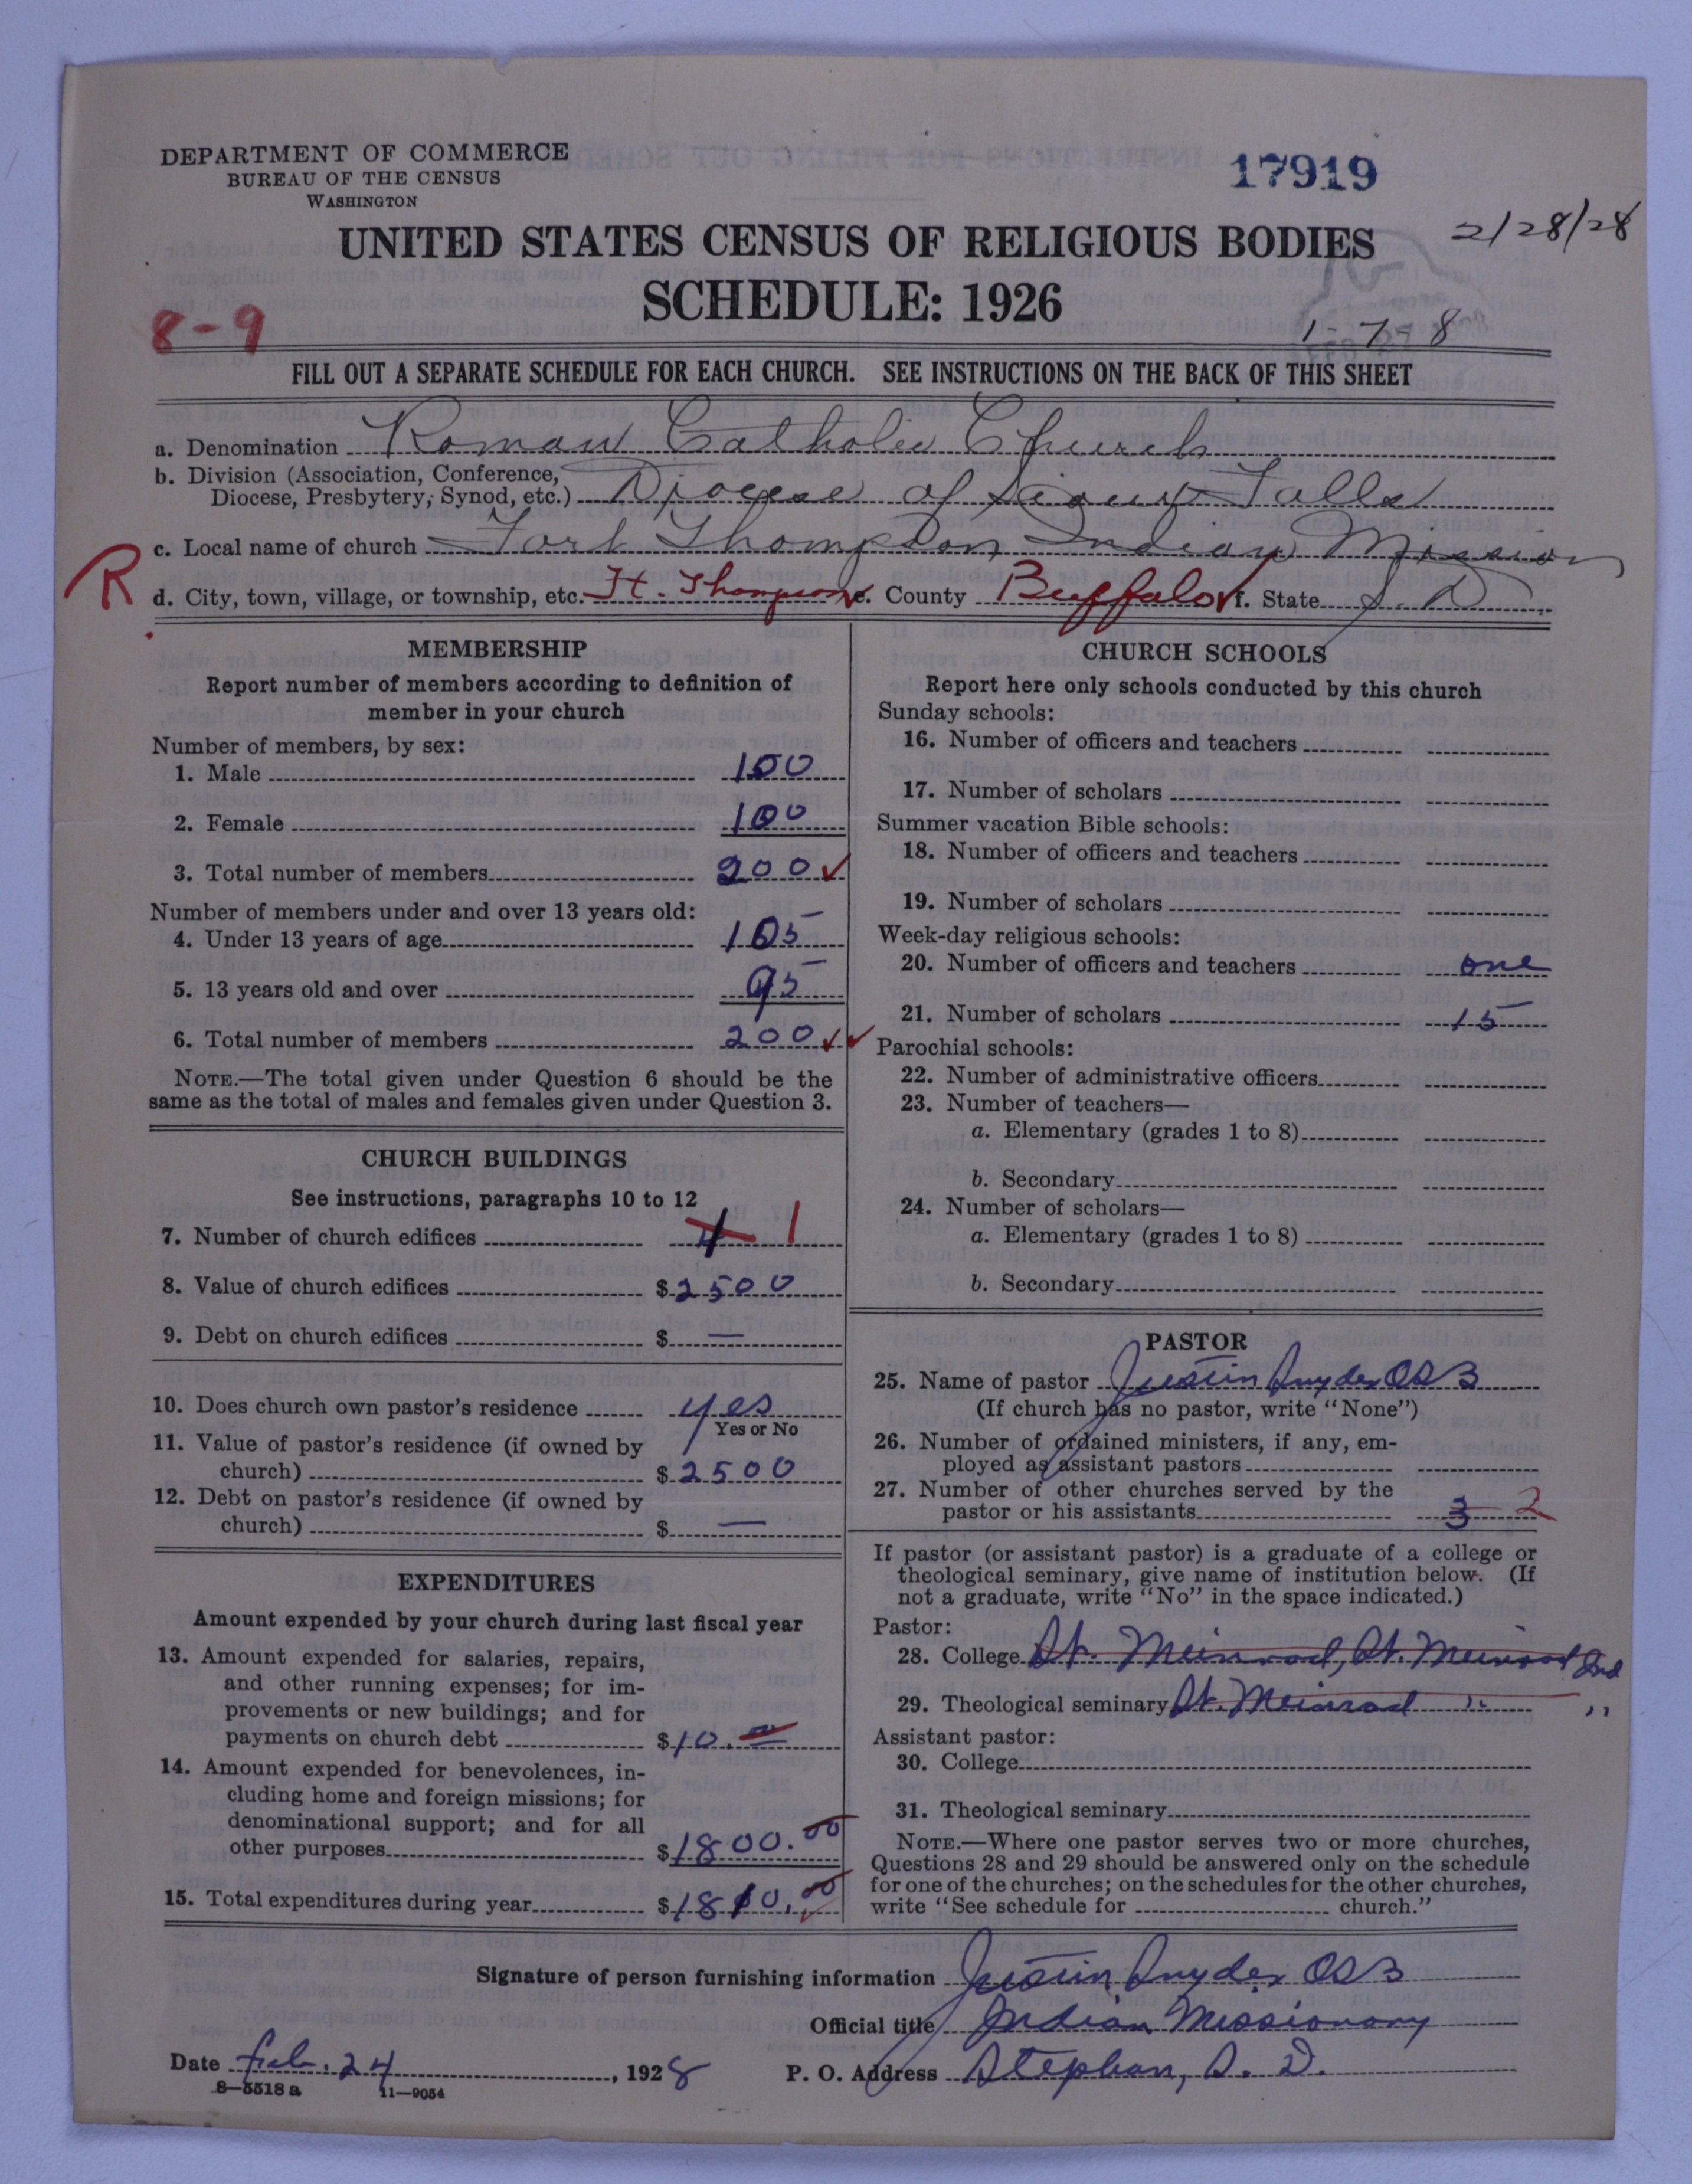 DEPARTMENT OF COMMERCE
BUREAU OF THE CENSUS
WASHINGTON
17919
2/28/28
UNITED STATES CENSUS OF RELIGIOUS BODIES
SCHEDULE: 1926
8-9
1-7-8
FILL OUT A SEPARATE SCHEDULE FOR EACH CHURCH. SEE INSTRUCTIONS ON THE BACK OF THIS SHEET
a. Denomination Roman Catholic Church
b. Division (Association, Conference,
Diocese, Presbytery, Synod, etc.) Diocese of Sioux Falls
c. Local name of church Fort Thompson Indian Mission
R
d. City, town, village, or township, etc. Ft. Thompson e. County Buffalo f. State S. D.
MEMBERSHIP
Report number of members according to definition of
member in your church
Number of members, by sex:
1. Male 100
2. Female 100
3. Total number of members 200
Number of members under and over 13 years old:
4. Under 13 years of age 105
5. 13 years old and over 95
6. Total number of members 200
NOTE.—The total given under Question 6 should be the
same as the total of males and females given under Question 3.
CHURCH BUILDINGS
See instructions, paragraphs 10 to 12
7. Number of church edifices 1
8. Value of church edifices $ 2500
9. Debt on church edifices $ —
10. Does church own pastor's residence yes
Yes or No
11. Value of pastor's residence (if owned by
church) $ 2500
12. Debt on pastor's residence (if owned by
church) $ —
EXPENDITURES
Amount expended by your church during last fiscal year
13. Amount expended for salaries, repairs,
and other running expenses; for im-
provements or new buildings; and for
payments on church debt $ 10.00
14. Amount expended for benevolences, in-
cluding home and foreign missions; for
denominational support; and for all
other purposes $ 1800.00
15. Total expenditures during year $ 1810.00
CHURCH SCHOOLS
Report here only schools conducted by this church
Sunday schools:
16. Number of officers and teachers
17. Number of scholars
Summer vacation Bible schools:
18. Number of officers and teachers
19. Number of scholars
Week-day religious schools:
20. Number of officers and teachers one
21. Number of scholars 15
Parochial schools:
22. Number of administrative officers
23. Number of teachers—
a. Elementary (grades 1 to 8)
b. Secondary
24. Number of scholars—
a. Elementary (grades 1 to 8)
b. Secondary
PASTOR
25. Name of pastor Justin Snyder OSB
(If church has no pastor, write "None")
26. Number of ordained ministers, if any, em-
ployed as assistant pastors
27. Number of other churches served by the
pastor or his assistants 3 2
If pastor (or assistant pastor) is a graduate of a college or
theological seminary, give name of institution below. (If
not a graduate, write "No" in the space indicated.)
Pastor:
28. College St. Meinrad, St. Meinrad Ind
29. Theological seminary St. Meinrad " "
Assistant pastor:
30. College
31. Theological seminary
NOTE.—Where one pastor serves two or more churches,
Questions 28 and 29 should be answered only on the schedule
for one of the churches; on the schedules for the other churches,
write "See schedule for church."
Signature of person furnishing information Justin Snyder OSB
Official title Indian Missionary
Date Feb. 24, 1928 P. O. Address Stephan, S. D.
8—5518 a 11—9054